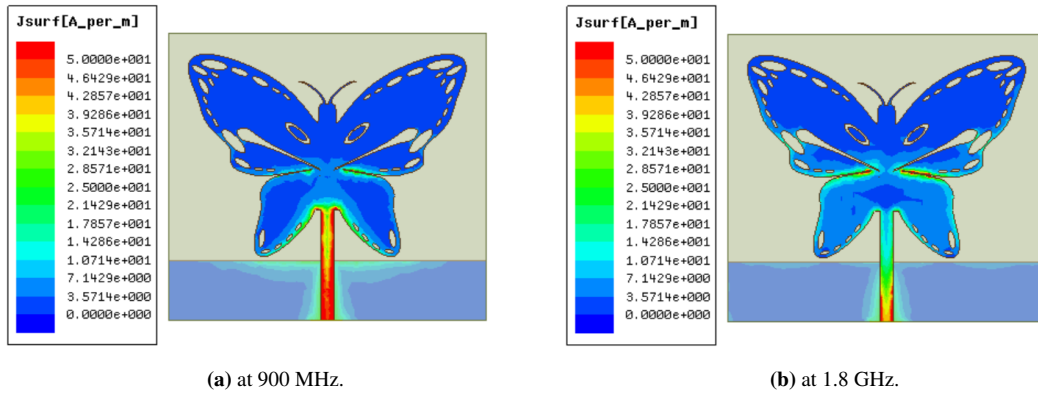 Jsurf[A_per_m]
5.0000e+001
4.6429e+001
4.2857e+001
3.9286e+001
3.5714e+001
3.2143e+001
2.8571e+001
2.5000e+001
2.1429e+001
1.7857e+001
1.4286e+001
1.0714e+001
7.1429e+000
3.5714e+000
0.0000e+000
(a) at 900 MHz.
Jsurf[A_per_m]
5.0000e+001
4.6429e+001
4.2857e+001
3.9286e+001
3.5714e+001
3.2143e+001
2.8571e+001
2.5000e+001
2.1429e+001
1.7857e+001
1.4286e+001
1.0714e+001
7.1429e+000
3.5714e+000
0.0000e+000
(b) at 1.8 GHz.